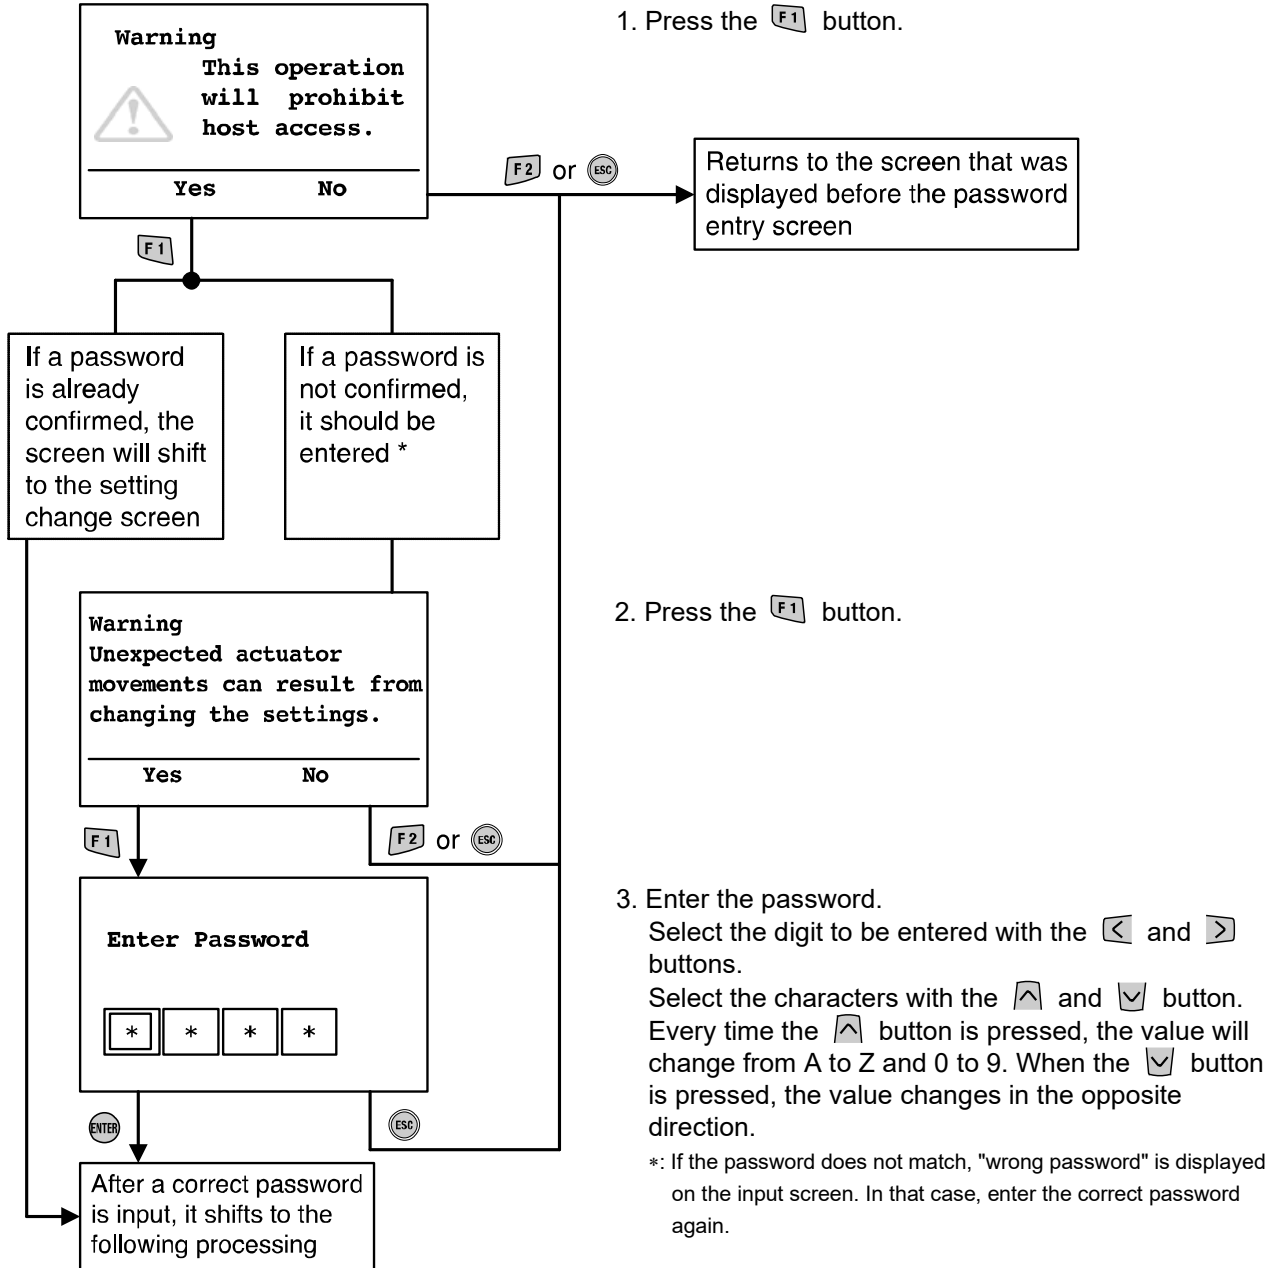 Warning
This operation
will prohibit
host access.
Yes No
1. Press the F1 button.
F2 or ESC
Returns to the screen that was
displayed before the password
entry screen
F1
If a password
is already
confirmed, the
screen will shift
to the setting
change screen
If a password is
not confirmed,
it should be
entered *
Warning
Unexpected actuator
movements can result from
changing the settings.
Yes No
2. Press the F1 button.
F1
F2 or ESC
Enter Password
* * * *
ENTER
ESC
After a correct password
is input, it shifts to the
following processing
3. Enter the password.
Select the digit to be entered with the < and >
buttons.
Select the characters with the ∧ and ∨ button.
Every time the ∧ button is pressed, the value will
change from A to Z and 0 to 9. When the ∨ button
is pressed, the value changes in the opposite
direction.
*: If the password does not match, "wrong password" is displayed
on the input screen. In that case, enter the correct password
again.